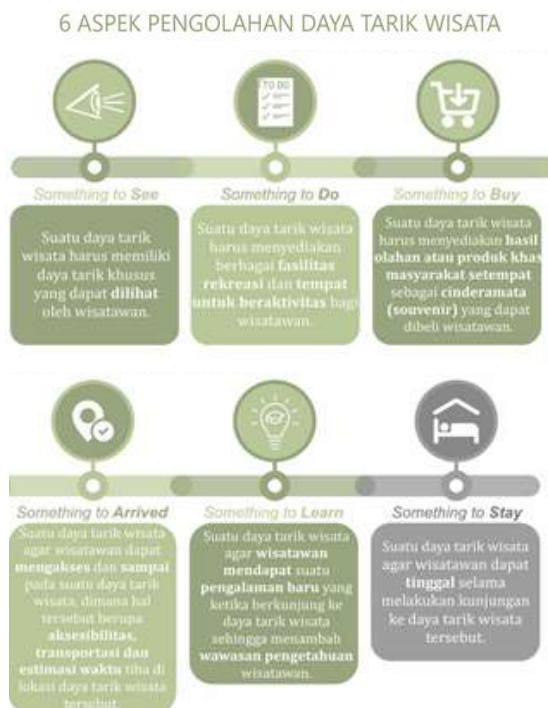 6 ASPEK PENGOLAHAN DAYA TARIK WISATA
TO DO
Something to See
Suatu daya tarik
wisata harus memiliki
daya tarik khusus
yang dapat dilihat
oleh wisatawan.
Something to Do
Suatu daya tarik wisata
harus menyediakan
berbagai fasilitas
rekreasi dan tempat
untuk beraktivitas bagi
wisatawan.
Something to Buy
Suatu daya tarik wisata
harus menyediakan hasil
olahan atau produk khas
masyarakat setempat
sebagai cinderamata
(souvenir) yang dapat
dibeli wisatawan.
Something to Arrived
Suatu daya tarik wisata
agar wisatawan dapat
mengakses dan sampai
pada suatu daya tarik
wisata, dimana hal
tersebut berupa
aksesibilitas,
transportasi dan
estimasi waktu tiba di
lokasi daya tarik wisata
tersebut.
Something to Learn
Suatu daya tarik wisata
agar wisatawan
mendapat suatu
pengalaman baru yang
ketika berkunjung ke
daya tarik wisata
sehingga menambah
wawasan pengetahuan
wisatawan.
Something to Stay
Suatu daya tarik wisata
agar wisatawan dapat
tinggal selama
melakukan kunjungan
ke daya tarik wisata
tersebut.